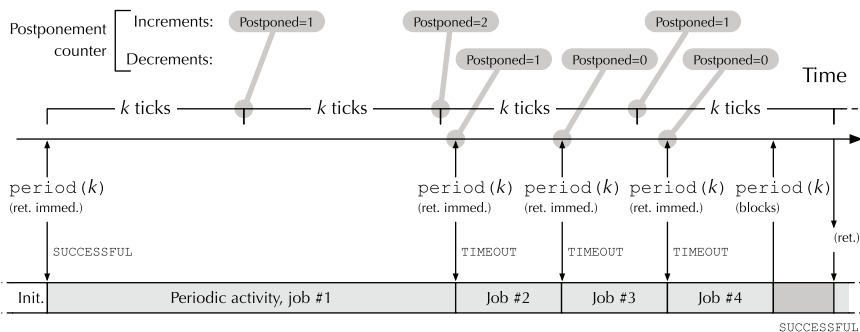 Postponement
counter
Increments:
Decrements:
Postponed=1
Postponed=2
Postponed=1
Postponed=1
Postponed=0
Postponed=0
Time
k ticks
k ticks
k ticks
k ticks
period(k)
(ret. immed.)
period(k)
(ret. immed.)
period(k)
(ret. immed.)
period(k)
(ret. immed.)
period(k)
(blocks)
(ret.)
SUCCESSFUL
TIMEOUT
TIMEOUT
TIMEOUT
Init.
Periodic activity, job #1
Job #2
Job #3
Job #4
SUCCESSFUL